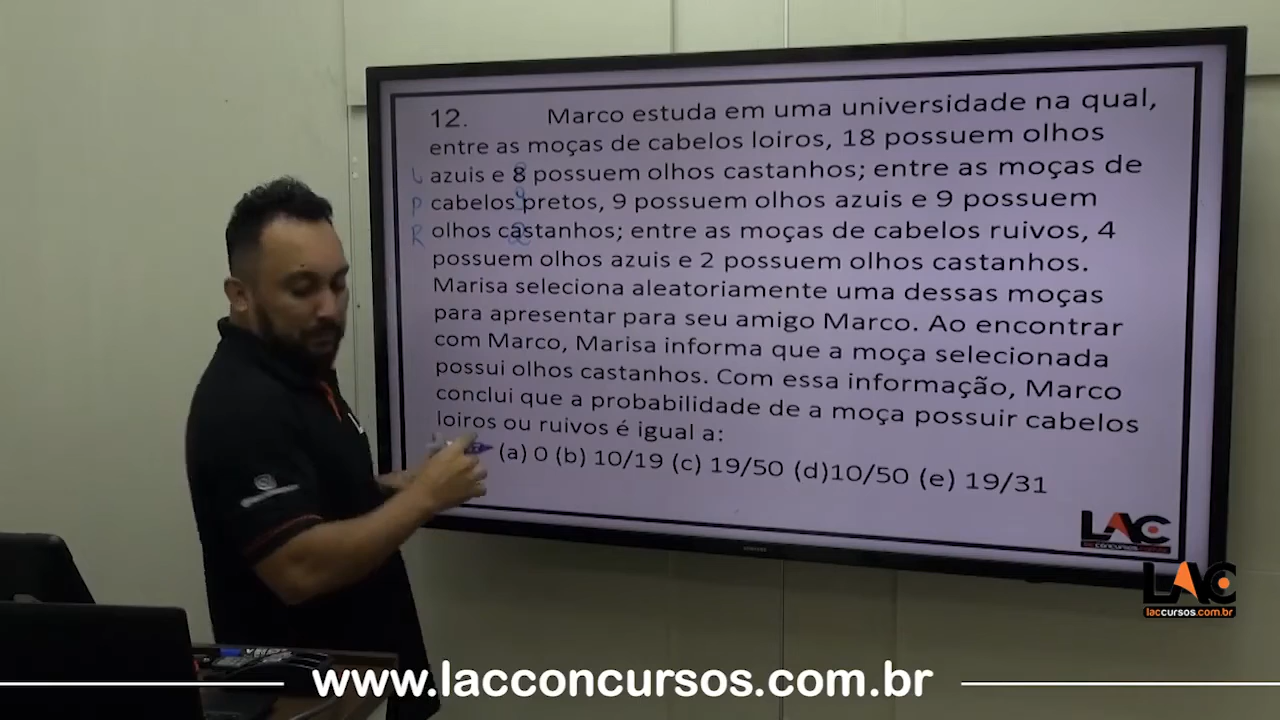 12. Marco estuda em uma universidade na qual,
entre as moças de cabelos loiros, 18 possuem olhos
L azuis e 8 possuem olhos castanhos; entre as moças de
P cabelos pretos, 9 possuem olhos azuis e 9 possuem
R olhos castanhos; entre as moças de cabelos ruivos, 4
possuem olhos azuis e 2 possuem olhos castanhos.
Marisa seleciona aleatoriamente uma dessas moças
para apresentar para seu amigo Marco. Ao encontrar
com Marco, Marisa informa que a moça selecionada
possui olhos castanhos. Com essa informação, Marco
conclui que a probabilidade de a moça possuir cabelos
loiros ou ruivos é igual a:
(a) 0 (b) 10/19 (c) 19/50 (d)10/50 (e) 19/31
8
9
2
LAC
LAC
laccursos.com.br
www.lacconcursos.com.br